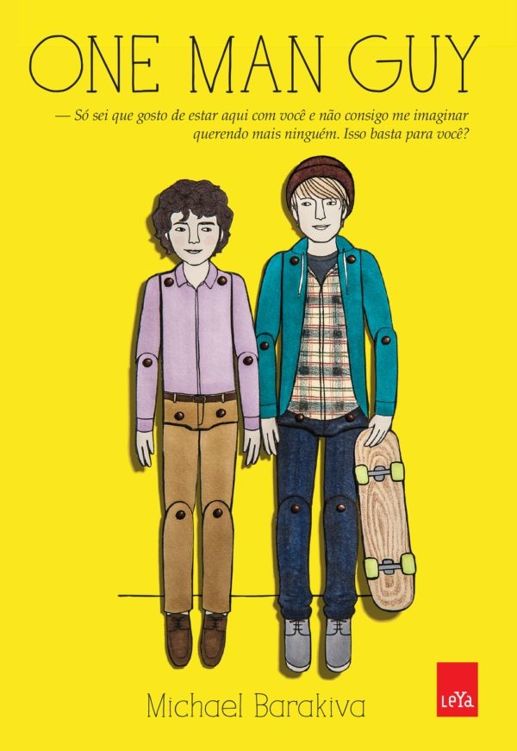 ONE MAN GUY
— Só sei que gosto de estar aqui com você e não consigo me imaginar
querendo mais ninguém. Isso basta para você?
Michael Barakiva
LeYa